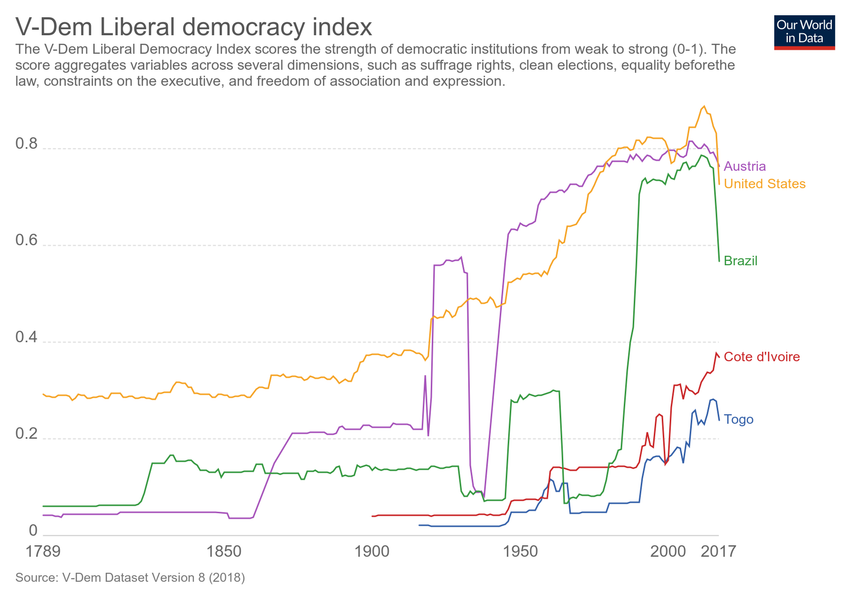 V-Dem Liberal democracy index
Our World
in Data
The V-Dem Liberal Democracy Index scores the strength of democratic institutions from weak to strong (0-1). The
score aggregates variables across several dimensions, such as suffrage rights, clean elections, equality beforethe
law, constraints on the executive, and freedom of association and expression.
0.8
Austria
United States
0.6
Brazil
0.4
Cote d'Ivoire
Togo
0.2
0
1789 1850 1900 1950 2000 2017
Source: V-Dem Dataset Version 8 (2018)